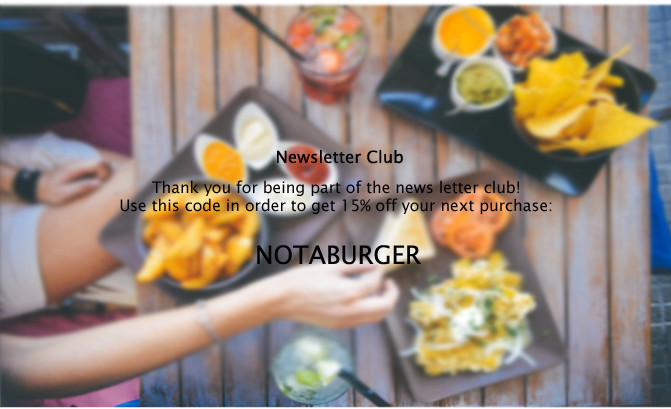 Newsletter Club
Thank you for being part of the news letter club!
Use this code in order to get 15% off your next purchase:
NOTABURGER